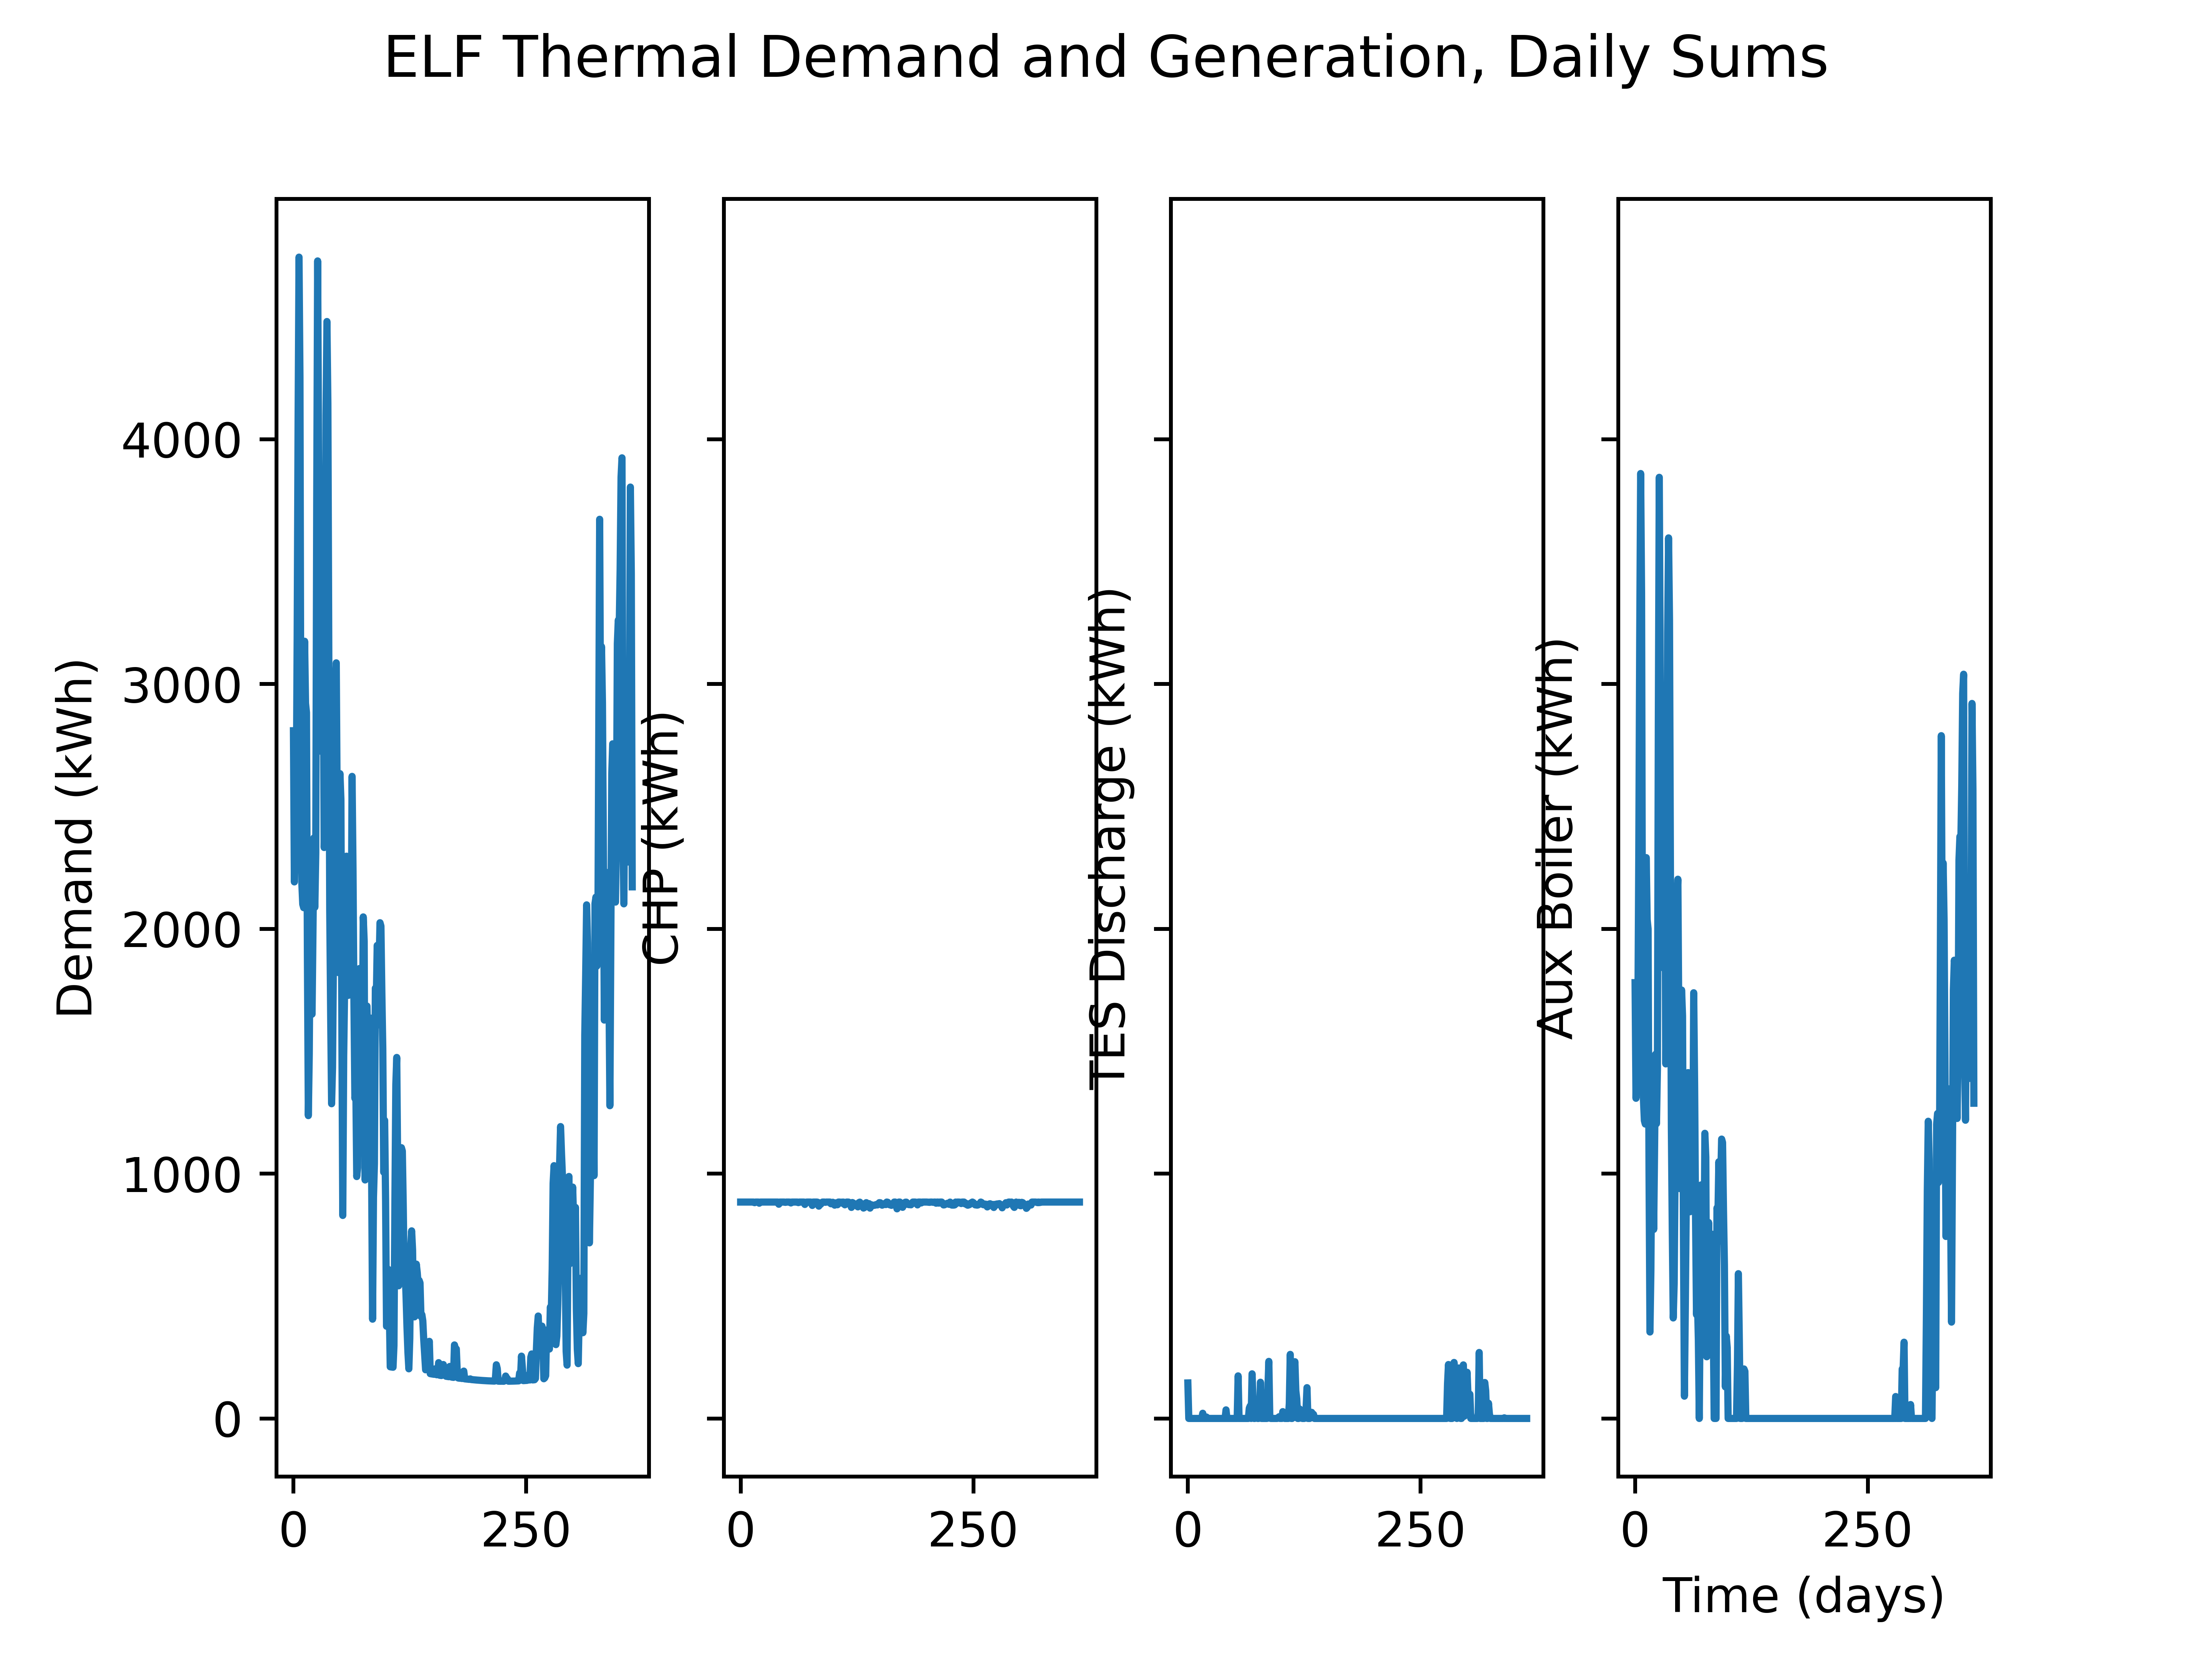 ELF Thermal Demand and Generation, Daily Sums
Demand (kWh)
4000
3000
2000
1000
0
0 250
CHP (kWh)
0 250
TES Discharge (kWh)
0 250
Aux Boiler (kWh)
0 250
Time (days)